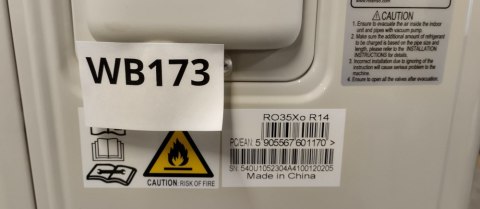 CAUTION
1. Ensure to evacuate the air inside the indoor
unit and pipes with vacuum pump.
2. Make sure the additional amount of refrigerant
to be charged is based on the pipe size and
length, please refer to the INSTALLATION
INSTRUCTIONS for details.
3. Incorrect installation due to ignoring of the
instruction will cause serious problem to
the machine.
4. Ensure to open all the valves after evacuation.
WB173
CAUTION: RISK OF FIRE
RO35Xo R14
PC/EAN: 5 905567 601170 >
SN: 540U1052304A4100120205
Made in China